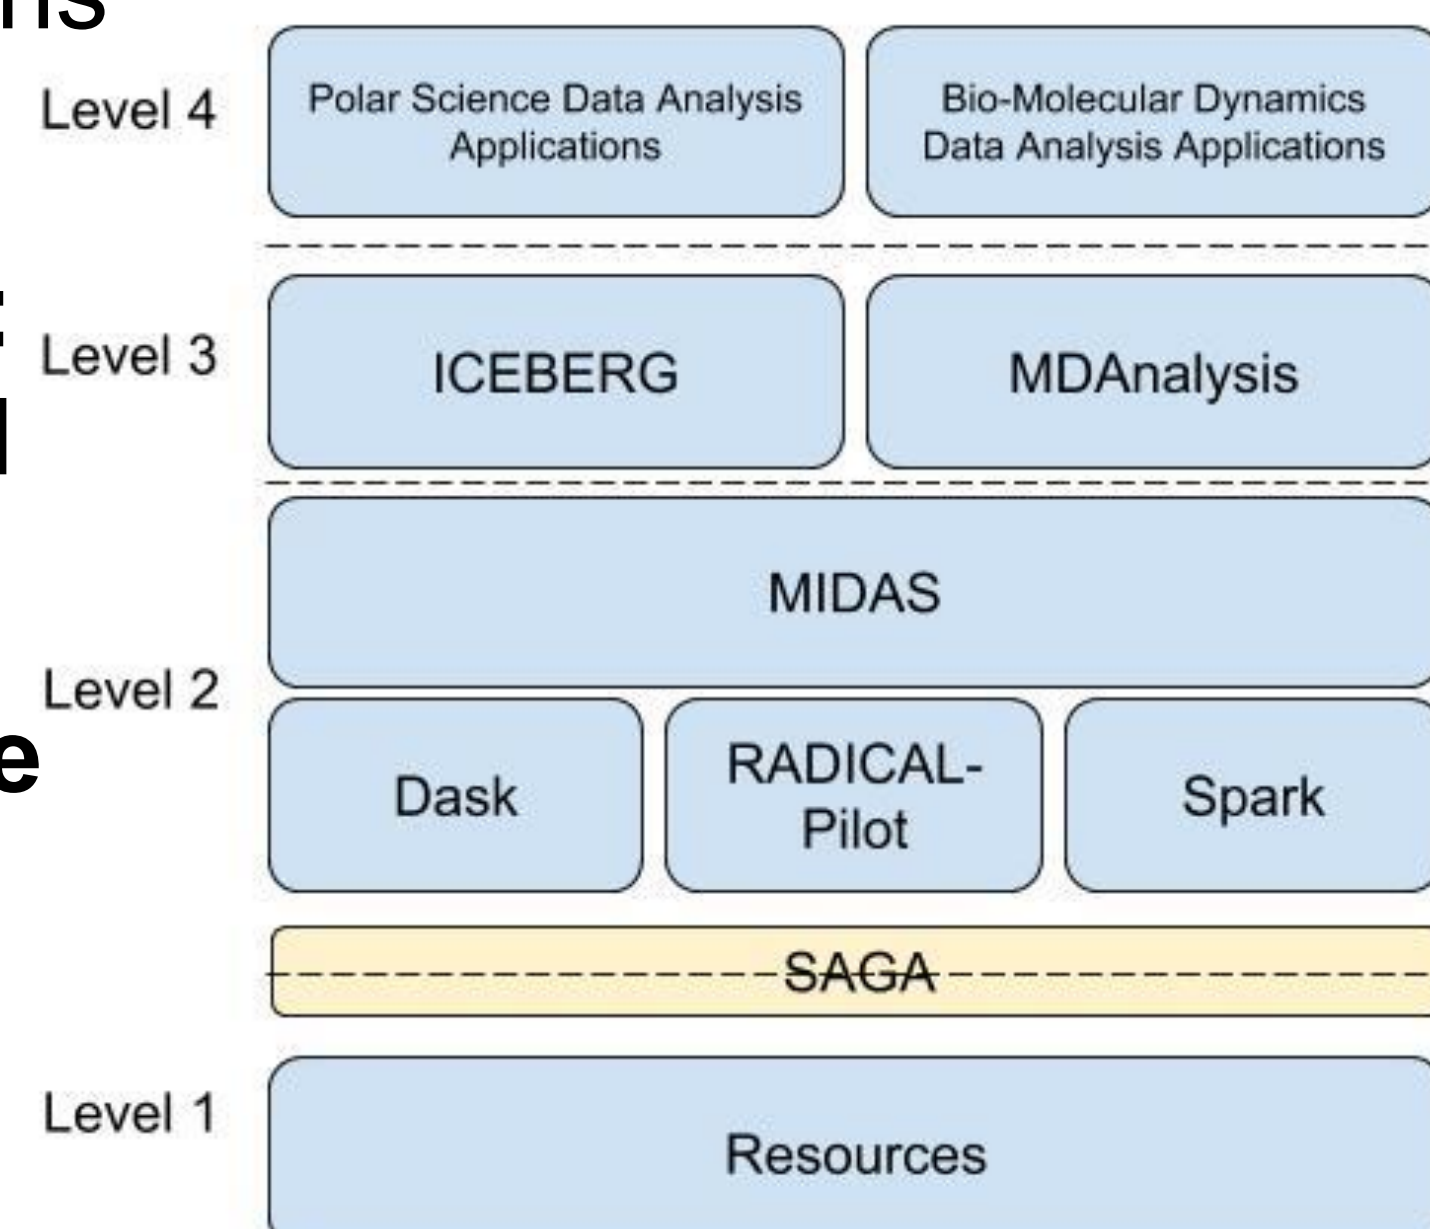 Level 4
Polar Science Data Analysis
Applications
Bio-Molecular Dynamics
Data Analysis Applications
Level 3
ICEBERG
MDAnalysis
MIDAS
Level 2
Dask
RADICAL-
Pilot
Spark
SAGA
Level 1
Resources